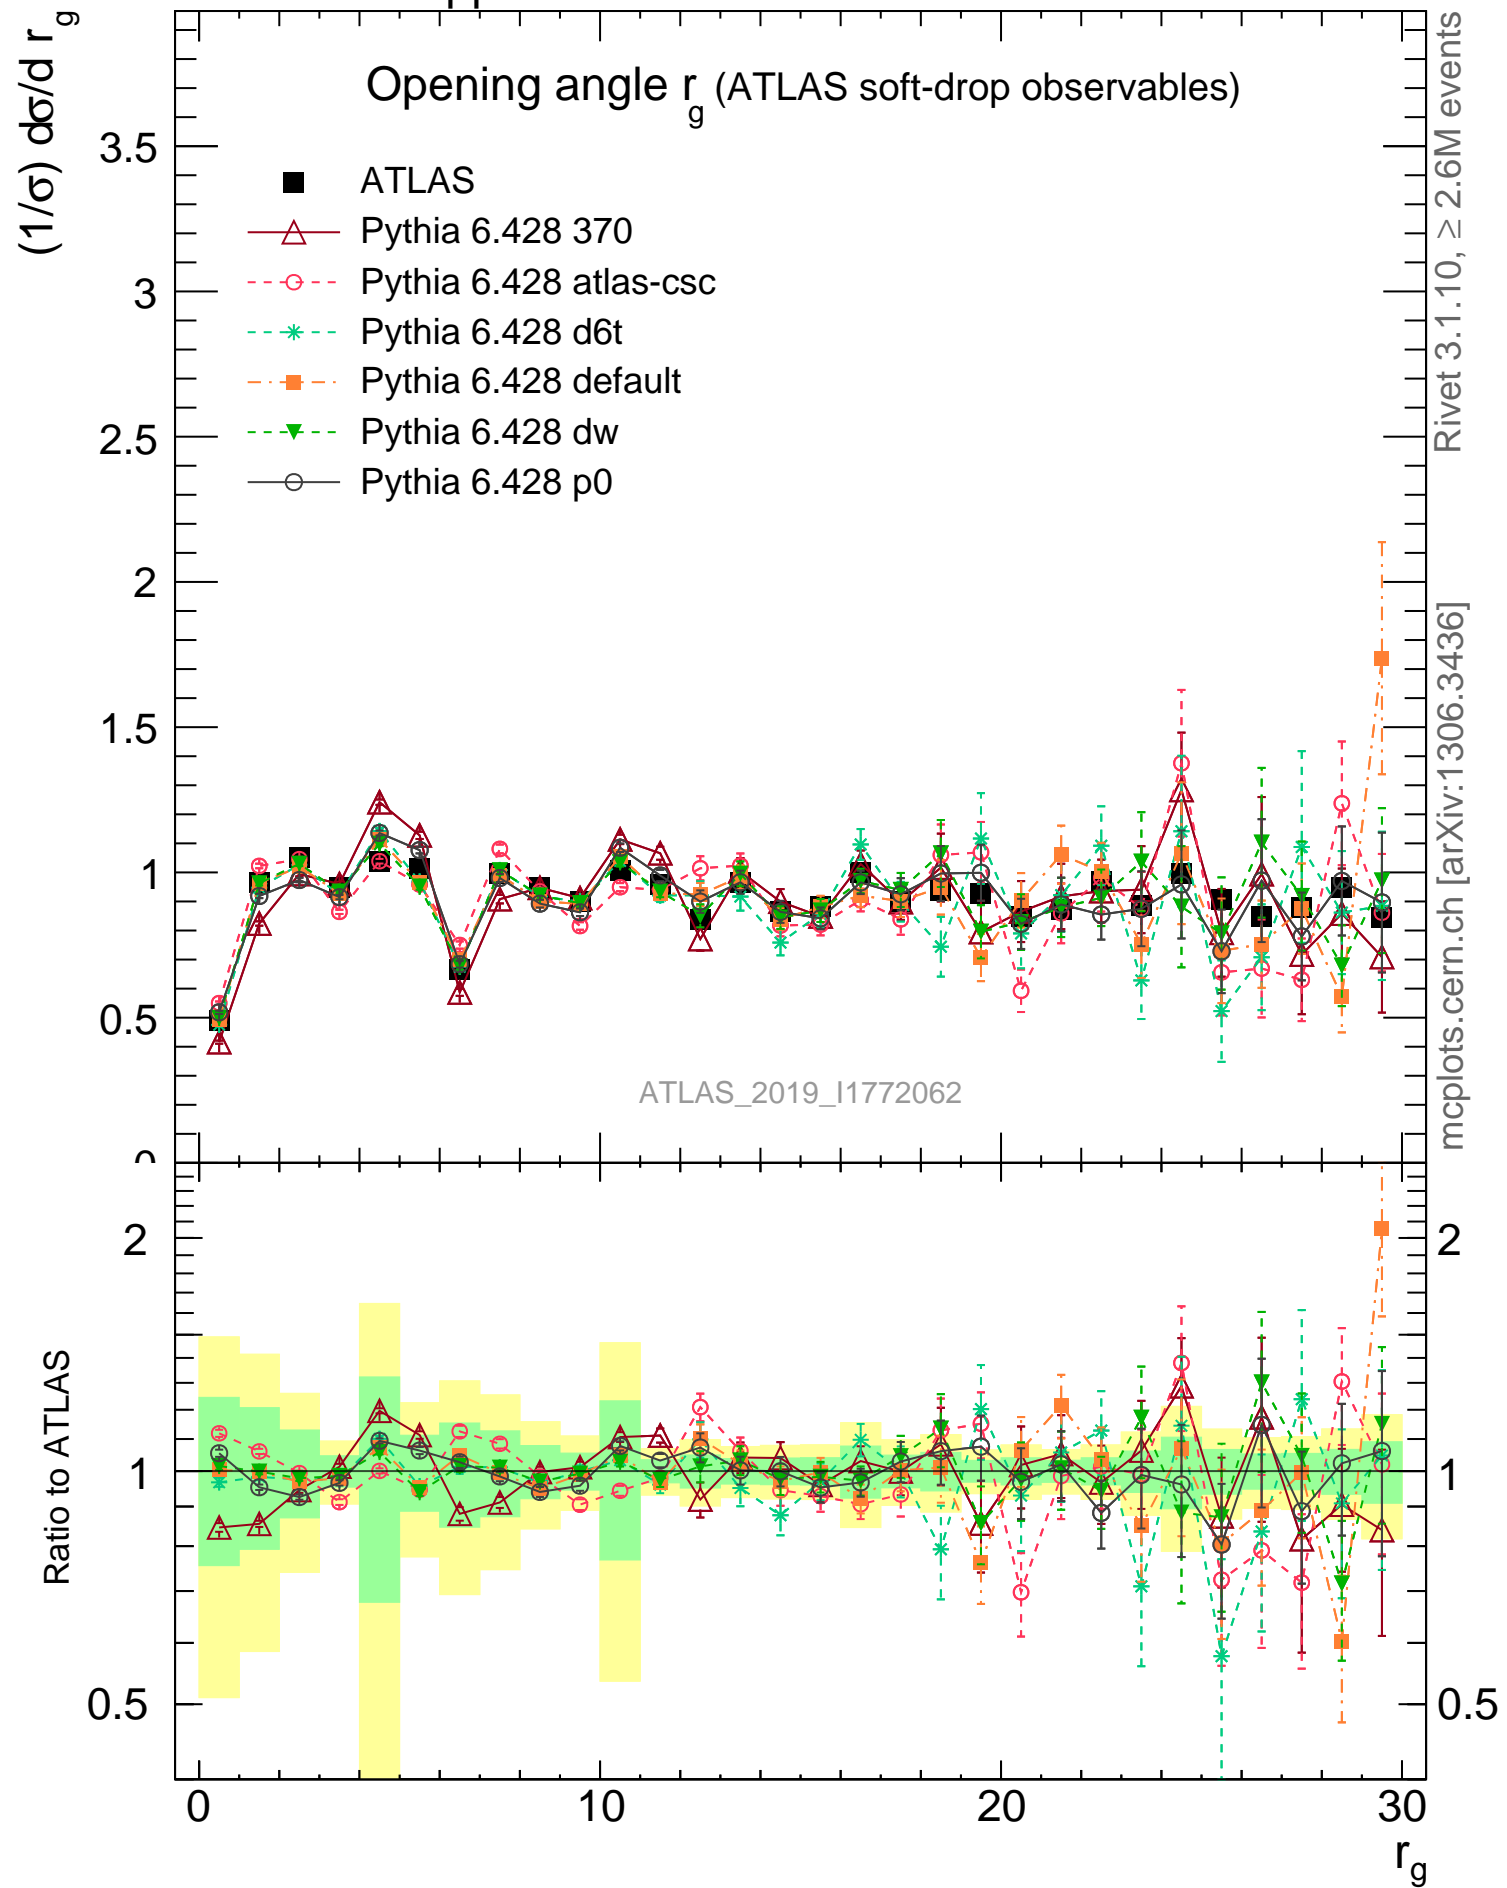 pp
(1/σ) dσ/d r_g
Opening angle r_g (ATLAS soft-drop observables)
ATLAS
Pythia 6.428 370
Pythia 6.428 atlas-csc
Pythia 6.428 d6t
Pythia 6.428 default
Pythia 6.428 dw
Pythia 6.428 p0
3.5
3
2.5
2
1.5
1
0.5
0
ATLAS_2019_I1772062
Rivet 3.1.10, ≥ 2.6M events
mcplots.cern.ch [arXiv:1306.3436]
Ratio to ATLAS
2
1
0.5
2
1
0.5
0 10 20 30
r_g